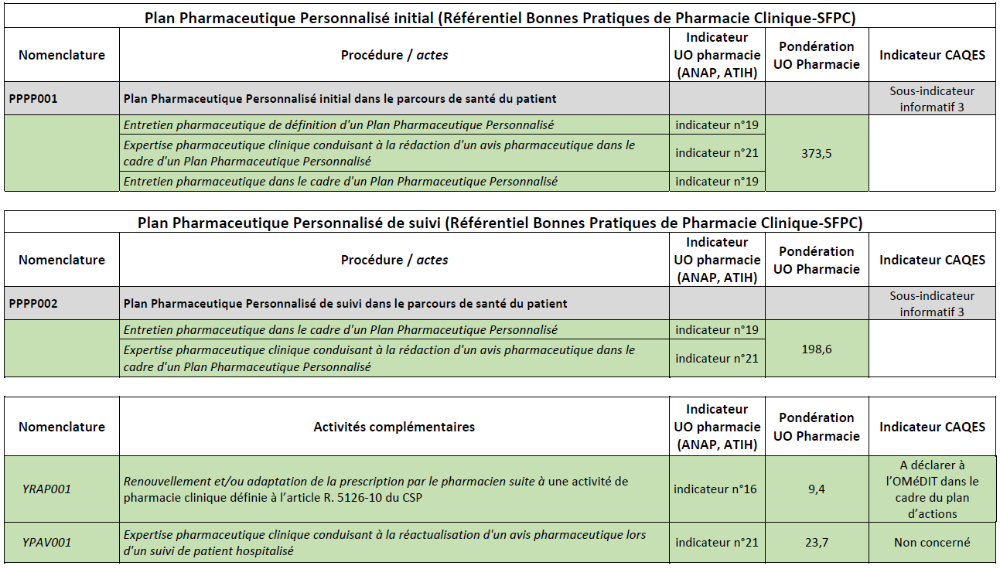 Plan Pharmaceutique Personnalisé initial (Référentiel Bonnes Pratiques de Pharmacie Clinique-SFPC)
Nomenclature
Procédure / actes
Indicateur
UO pharmacie
(ANAP, ATIH)
Pondération
UO Pharmacie
Indicateur CAQES
PPPP001
Plan Pharmaceutique Personnalisé initial dans le parcours de santé du patient
Sous-indicateur
informatif 3
Entretien pharmaceutique de définition d'un Plan Pharmaceutique Personnalisé
indicateur n°19
Expertise pharmaceutique clinique conduisant à la rédaction d'un avis pharmaceutique dans le
cadre d'un Plan Pharmaceutique Personnalisé
indicateur n°21
373,5
Entretien pharmaceutique dans le cadre d'un Plan Pharmaceutique Personnalisé
indicateur n°19
Plan Pharmaceutique Personnalisé de suivi (Référentiel Bonnes Pratiques de Pharmacie Clinique-SFPC)
Nomenclature
Procédure / actes
Indicateur
UO pharmacie
(ANAP, ATIH)
Pondération
UO Pharmacie
Indicateur CAQES
PPPP002
Plan Pharmaceutique Personnalisé de suivi dans le parcours de santé du patient
Sous-indicateur
informatif 3
Entretien pharmaceutique dans le cadre d'un Plan Pharmaceutique Personnalisé
indicateur n°19
Expertise pharmaceutique clinique conduisant à la rédaction d'un avis pharmaceutique dans le
cadre d'un Plan Pharmaceutique Personnalisé
indicateur n°21
198,6
Nomenclature
Activités complémentaires
Indicateur
UO pharmacie
(ANAP, ATIH)
Pondération
UO Pharmacie
Indicateur CAQES
YRAP001
Renouvellement et/ou adaptation de la prescription par le pharmacien suite à une activité de
pharmacie clinique définie à l’article R. 5126-10 du CSP
indicateur n°16
9,4
A déclarer à
l’OMéDIT dans le
cadre du plan
d’actions
YPAV001
Expertise pharmaceutique clinique conduisant à la réactualisation d'un avis pharmaceutique lors
d'un suivi de patient hospitalisé
indicateur n°21
23,7
Non concerné